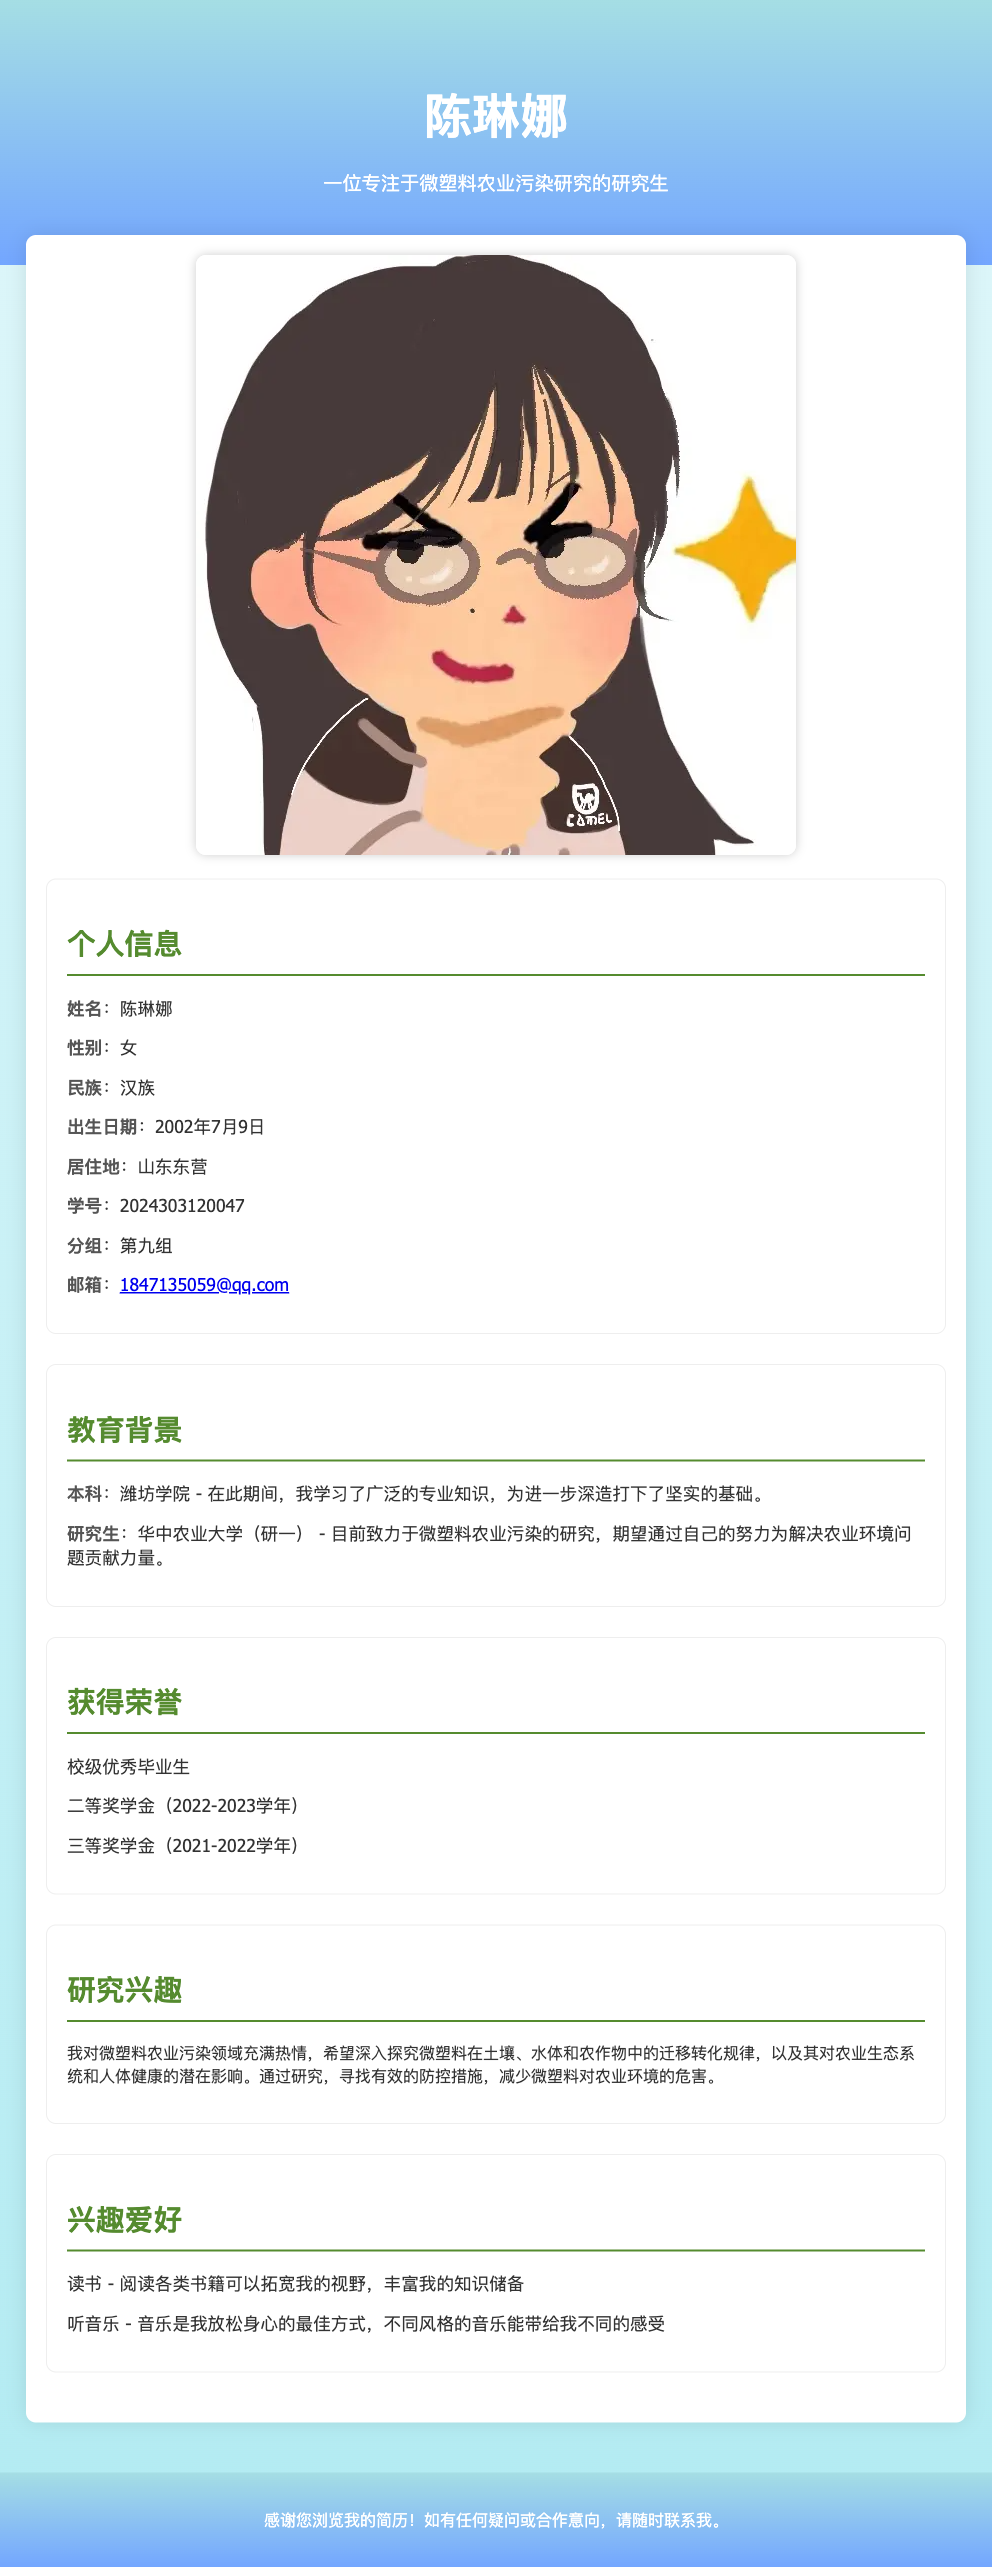 陈琳娜
一位专注于微塑料农业污染研究的研究生
CAMEL
个人信息
姓名：陈琳娜
性别：女
民族：汉族
出生日期：2002年7月9日
居住地：山东东营
学号：2024303120047
分组：第九组
邮箱：1847135059@qq.com
教育背景
本科：潍坊学院 - 在此期间，我学习了广泛的专业知识，为进一步深造打下了坚实的基础。
研究生：华中农业大学（研一） - 目前致力于微塑料农业污染的研究，期望通过自己的努力为解决农业环境问
题贡献力量。
获得荣誉
校级优秀毕业生
二等奖学金（2022-2023学年）
三等奖学金（2021-2022学年）
研究兴趣
我对微塑料农业污染领域充满热情，希望深入探究微塑料在土壤、水体和农作物中的迁移转化规律，以及其对农业生态系
统和人体健康的潜在影响。通过研究，寻找有效的防控措施，减少微塑料对农业环境的危害。
兴趣爱好
读书 - 阅读各类书籍可以拓宽我的视野，丰富我的知识储备
听音乐 - 音乐是我放松身心的最佳方式，不同风格的音乐能带给我不同的感受
感谢您浏览我的简历！如有任何疑问或合作意向，请随时联系我。